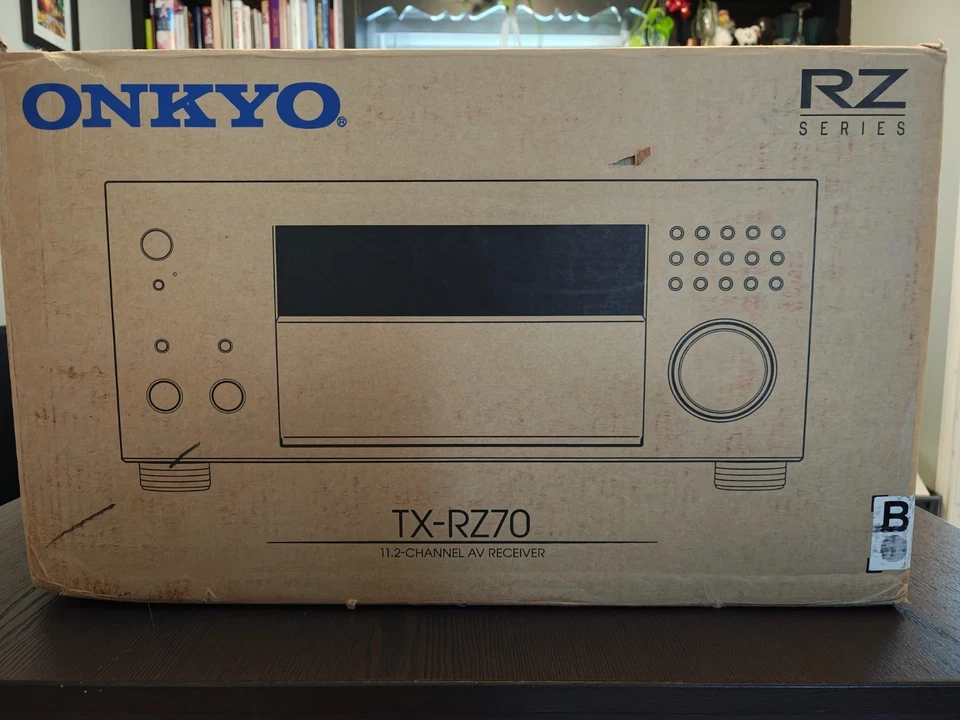 ONKYO®
RZ
SERIES
TX-RZ70
11.2-CHANNEL AV RECEIVER
B